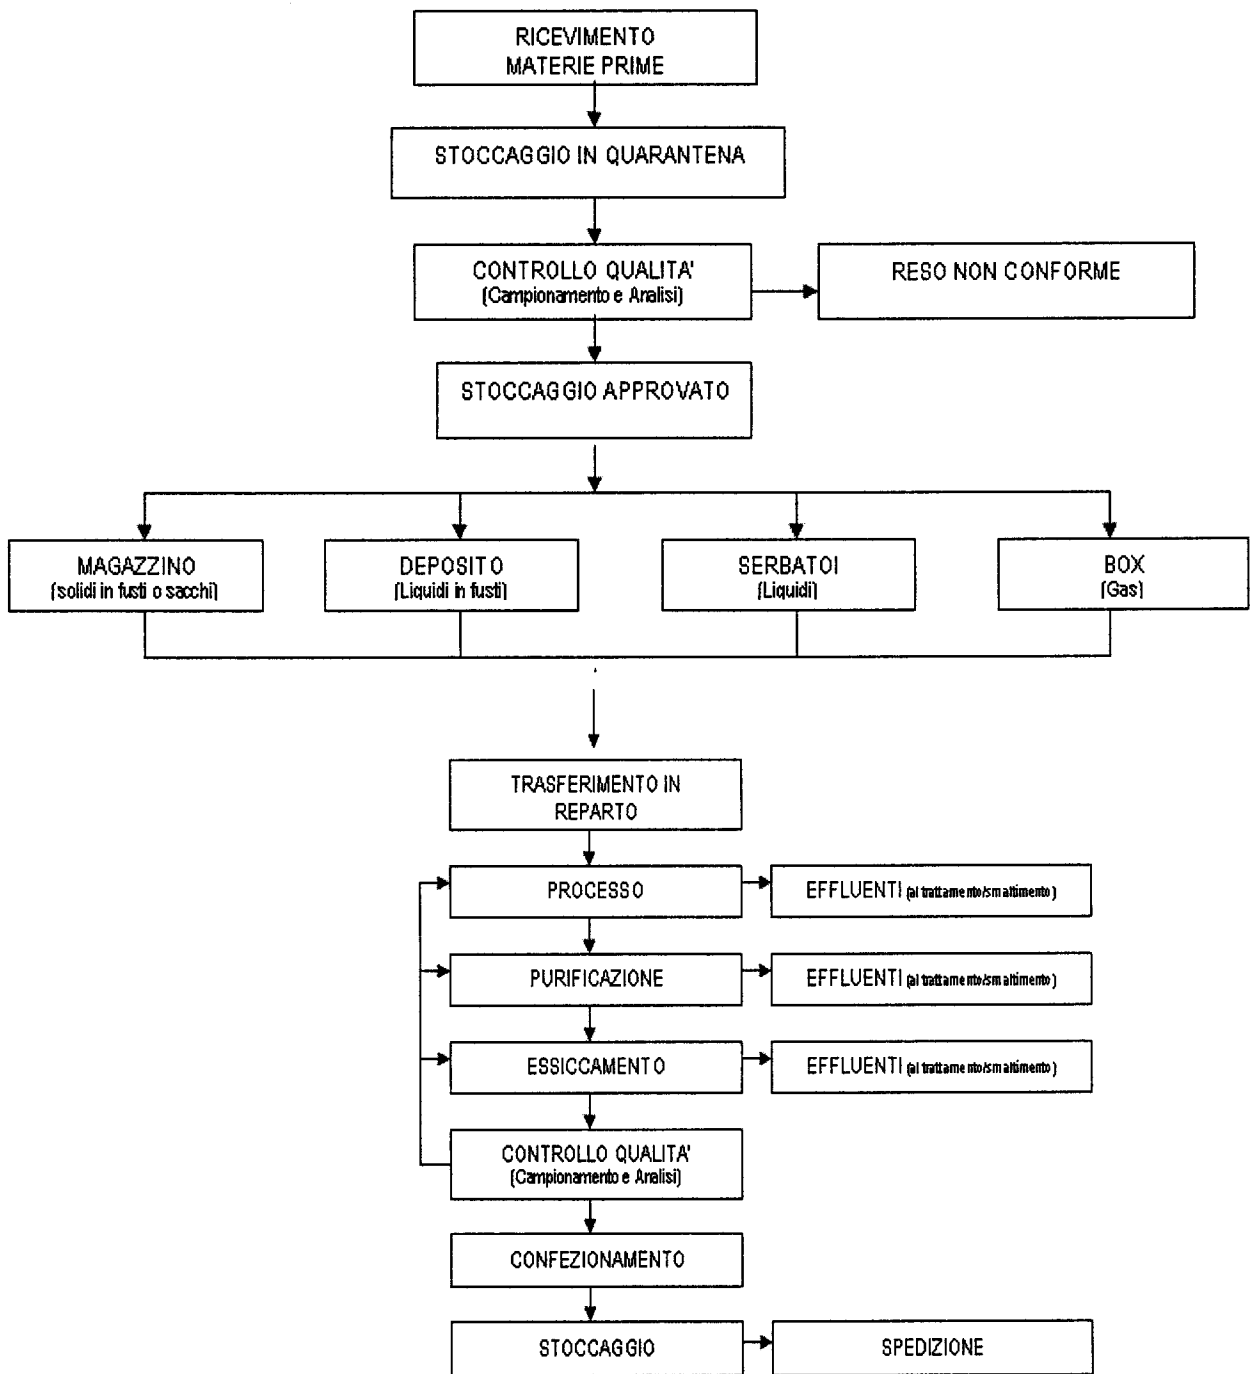 RICEVIMENTO
MATERIE PRIME
STOCCAGGIO IN QUARANTENA
CONTROLLO QUALITA'
(Campionamento e Analisi)
RESO NON CONFORME
STOCCAGGIO APPROVATO
MAGAZZINO
(solidi in fusti o sacchi)
DEPOSITO
(Liquidi in fusti)
SERBATOI
(Liquidi)
BOX
(Gas)
TRASFERIMENTO IN
REPARTO
PROCESSO
EFFLUENTI (al trattamento/smaltimento)
PURIFICAZIONE
EFFLUENTI (al trattamento/smaltimento)
ESSICCAMENTO
EFFLUENTI (al trattamento/smaltimento)
CONTROLLO QUALITA'
(Campionamento e Analisi)
CONFEZIONAMENTO
STOCCAGGIO
SPEDIZIONE